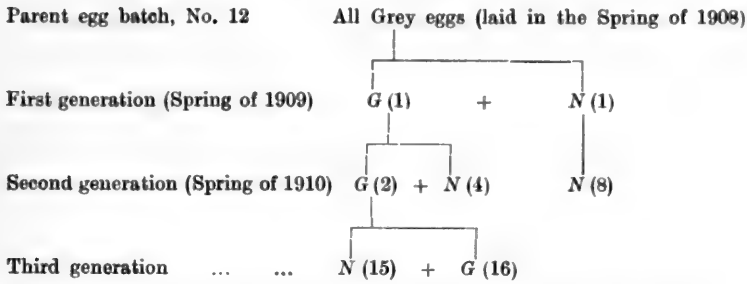 Parent egg batch, No. 12 All Grey eggs (laid in the Spring of 1908)
First generation (Spring of 1909) G (1) + N (1)
Second generation (Spring of 1910) G (2) + N (4) N (8)
Third generation ... ... N (15) + G (16)